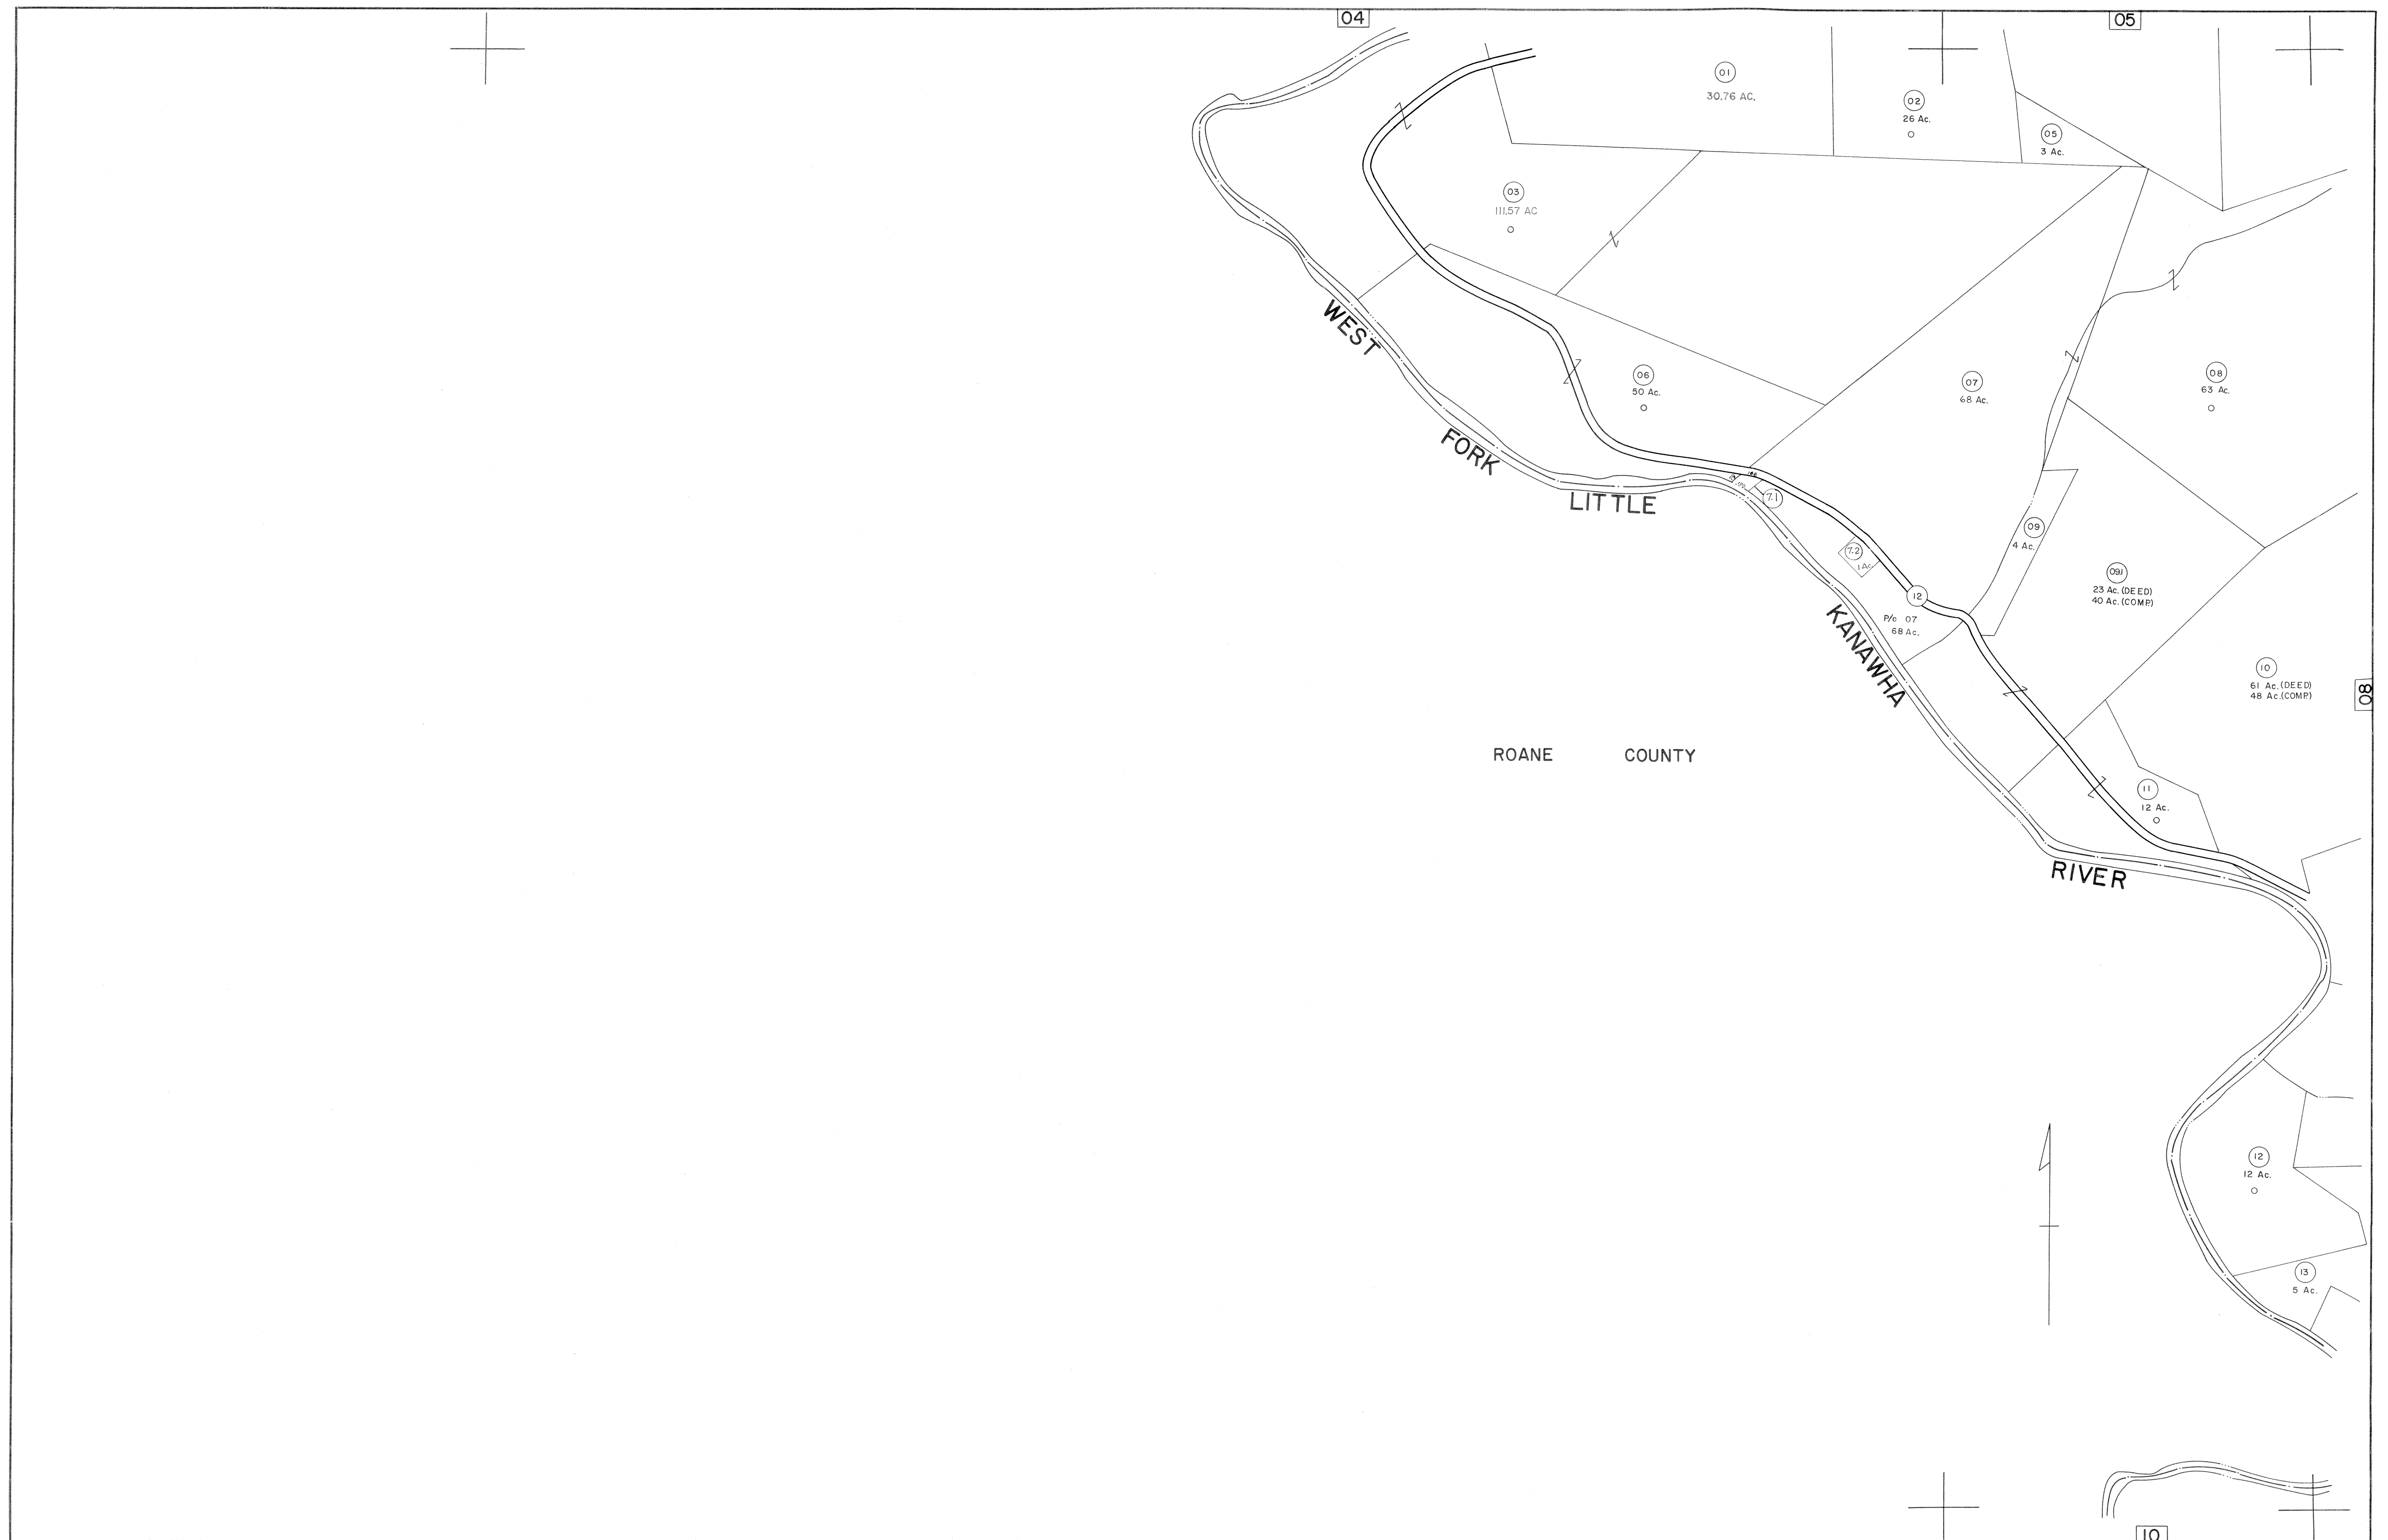 04
05
01
30.76 AC.
02
26 Ac.
05
3 Ac.
03
111.57 AC
06
50 Ac.
07
68 Ac.
08
63 Ac.
WEST
FORK
LITTLE
KANAWHA
RIVER
7.1
7.2
1 Ac.
09
4 Ac.
12
P/o 07
68 Ac.
09.1
23 Ac. (DEED)
40 Ac. (COMP.)
10
61 Ac. (DEED)
48 Ac. (COMP.)
08
ROANE COUNTY
11
12 Ac.
12
12 Ac.
13
5 Ac.
10